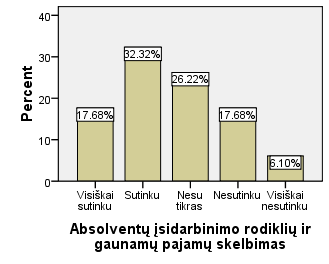 40
30
20
10
0
Percent
17.68%
32.32%
26.22%
17.68%
6.10%
Visiškai sutinku
Sutinku
Nesu tikras
Nesutinku
Visiškai nesutinku
Absolventų įsidarbinimo rodiklių ir
gaunamų pajamų skelbimas